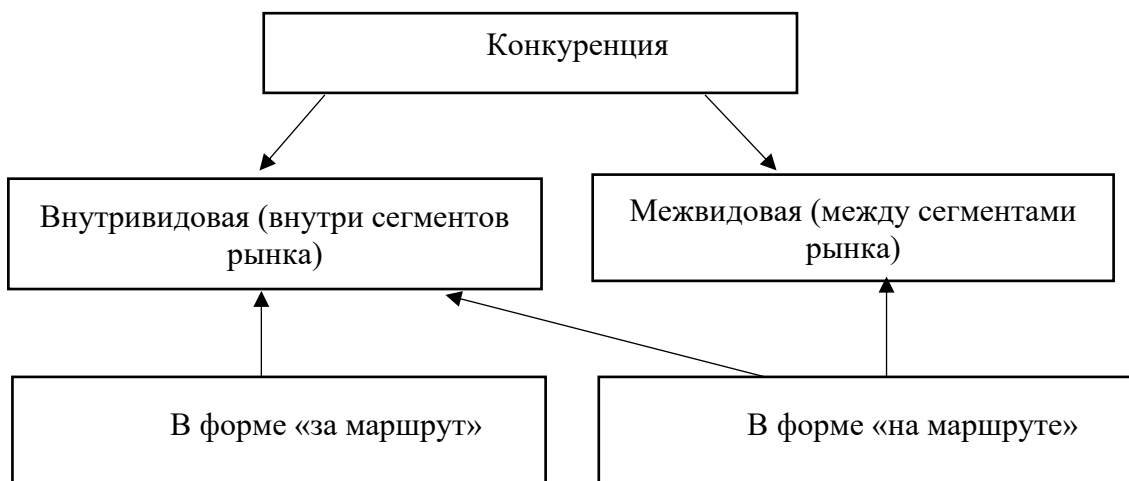 Конкуренция
Внутривидовая (внутри сегментов
рынка)
Межвидовая (между сегментами
рынка)
В форме «за маршрут»
В форме «на маршруте»